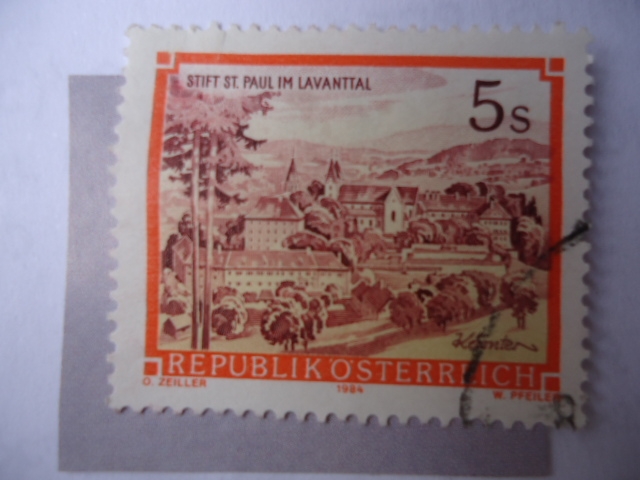 STIFT ST. PAUL IM LAVANTTAL
5s
REPUBLIK ÖSTERREICH
O. ZEILLER
1984
W. PFEILER